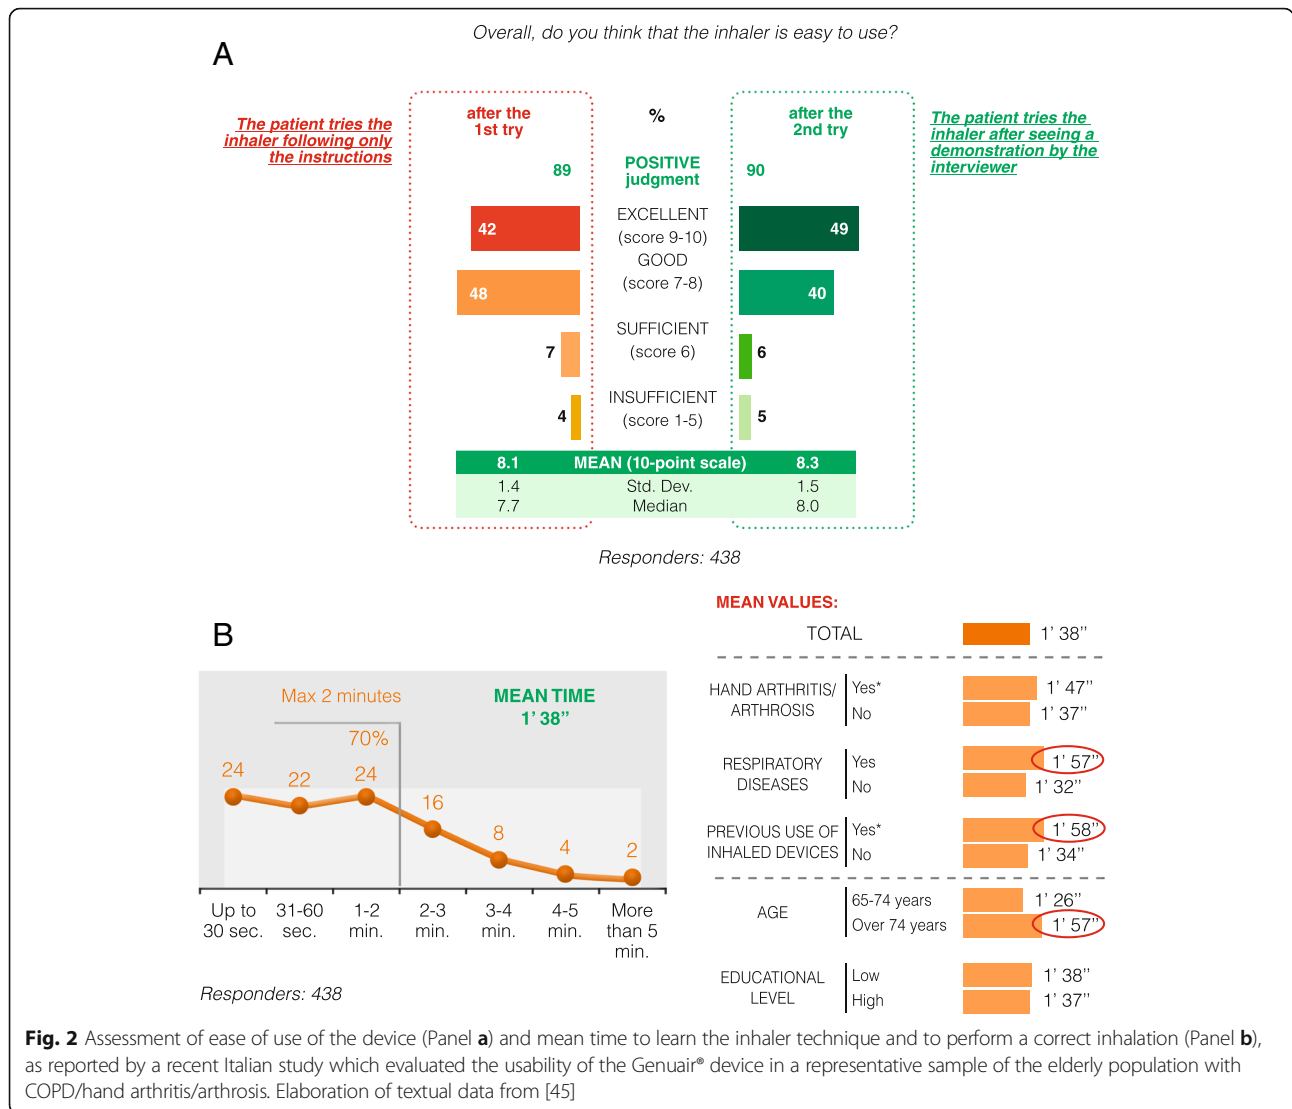 Overall, do you think that the inhaler is easy to use?
A
The patient tries the
inhaler following only
the instructions
after the
1st try
%
after the
2nd try
The patient tries the
inhaler after seeing a
demonstration by the
interviewer
89
POSITIVE
judgment
90
42
EXCELLENT
(score 9-10)
49
48
GOOD
(score 7-8)
40
7
SUFFICIENT
(score 6)
6
4
INSUFFICIENT
(score 1-5)
5
8.1 MEAN (10-point scale) 8.3
1.4 Std. Dev. 1.5
7.7 Median 8.0
Responders: 438
B
Max 2 minutes
70%
MEAN TIME
1’ 38’’
24 22 24 16 8 4 2
Up to
30 sec.
31-60
sec.
1-2
min.
2-3
min.
3-4
min.
4-5
min.
More
than 5
min.
Responders: 438
MEAN VALUES:
TOTAL 1’ 38’’
HAND ARTHRITIS/
ARTHROSIS
Yes* 1’ 47’’
No 1’ 37’’
RESPIRATORY
DISEASES
Yes 1’ 57’’
No 1’ 32’’
PREVIOUS USE OF
INHALED DEVICES
Yes* 1’ 58’’
No 1’ 34’’
AGE
65-74 years 1’ 26’’
Over 74 years 1’ 57’’
EDUCATIONAL
LEVEL
Low 1’ 38’’
High 1’ 37’’
Fig. 2 Assessment of ease of use of the device (Panel a) and mean time to learn the inhaler technique and to perform a correct inhalation (Panel b),
as reported by a recent Italian study which evaluated the usability of the Genuair® device in a representative sample of the elderly population with
COPD/hand arthritis/arthrosis. Elaboration of textual data from [45]